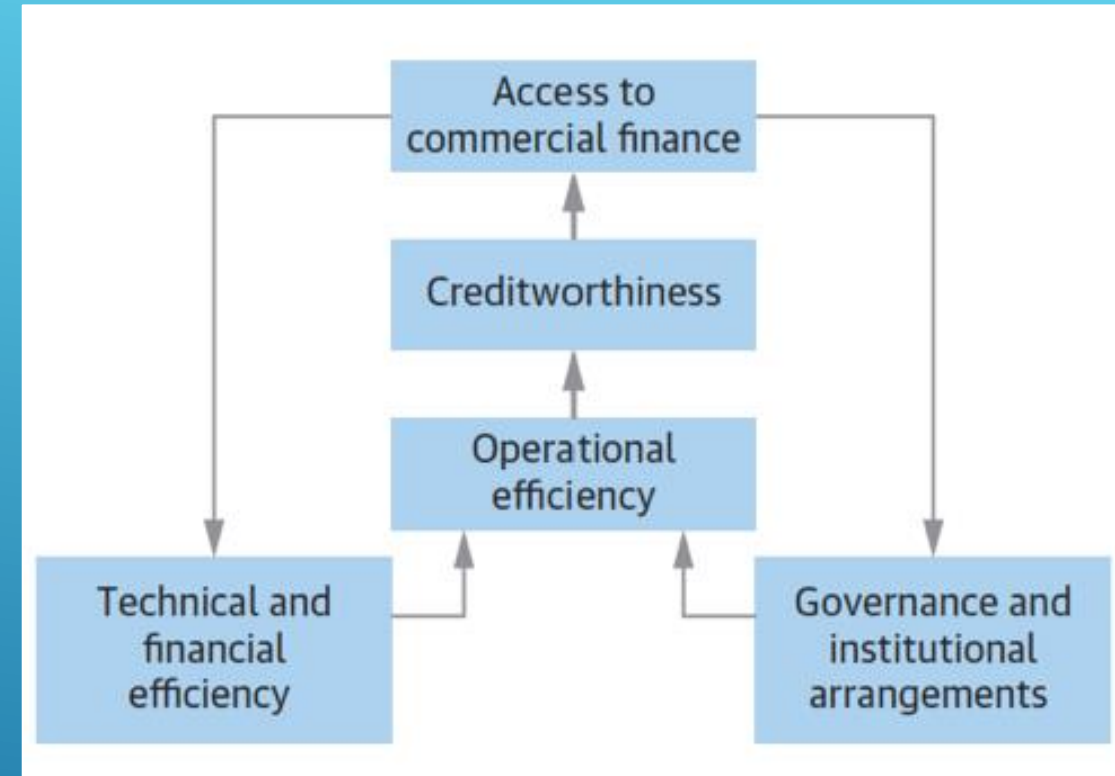 Access to
commercial finance
Creditworthiness
Operational
efficiency
Technical and
financial
efficiency
Governance and
institutional
arrangements